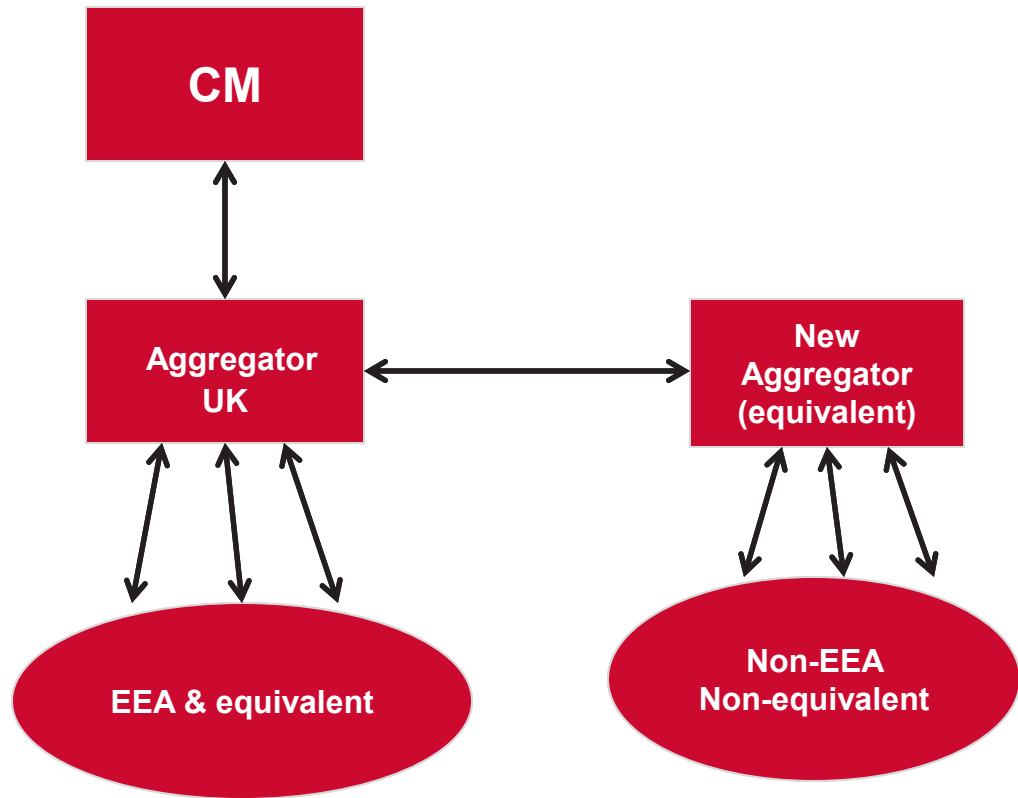 CM
Aggregator
UK
New
Aggregator
(equivalent)
EEA & equivalent
Non-EEA
Non-equivalent